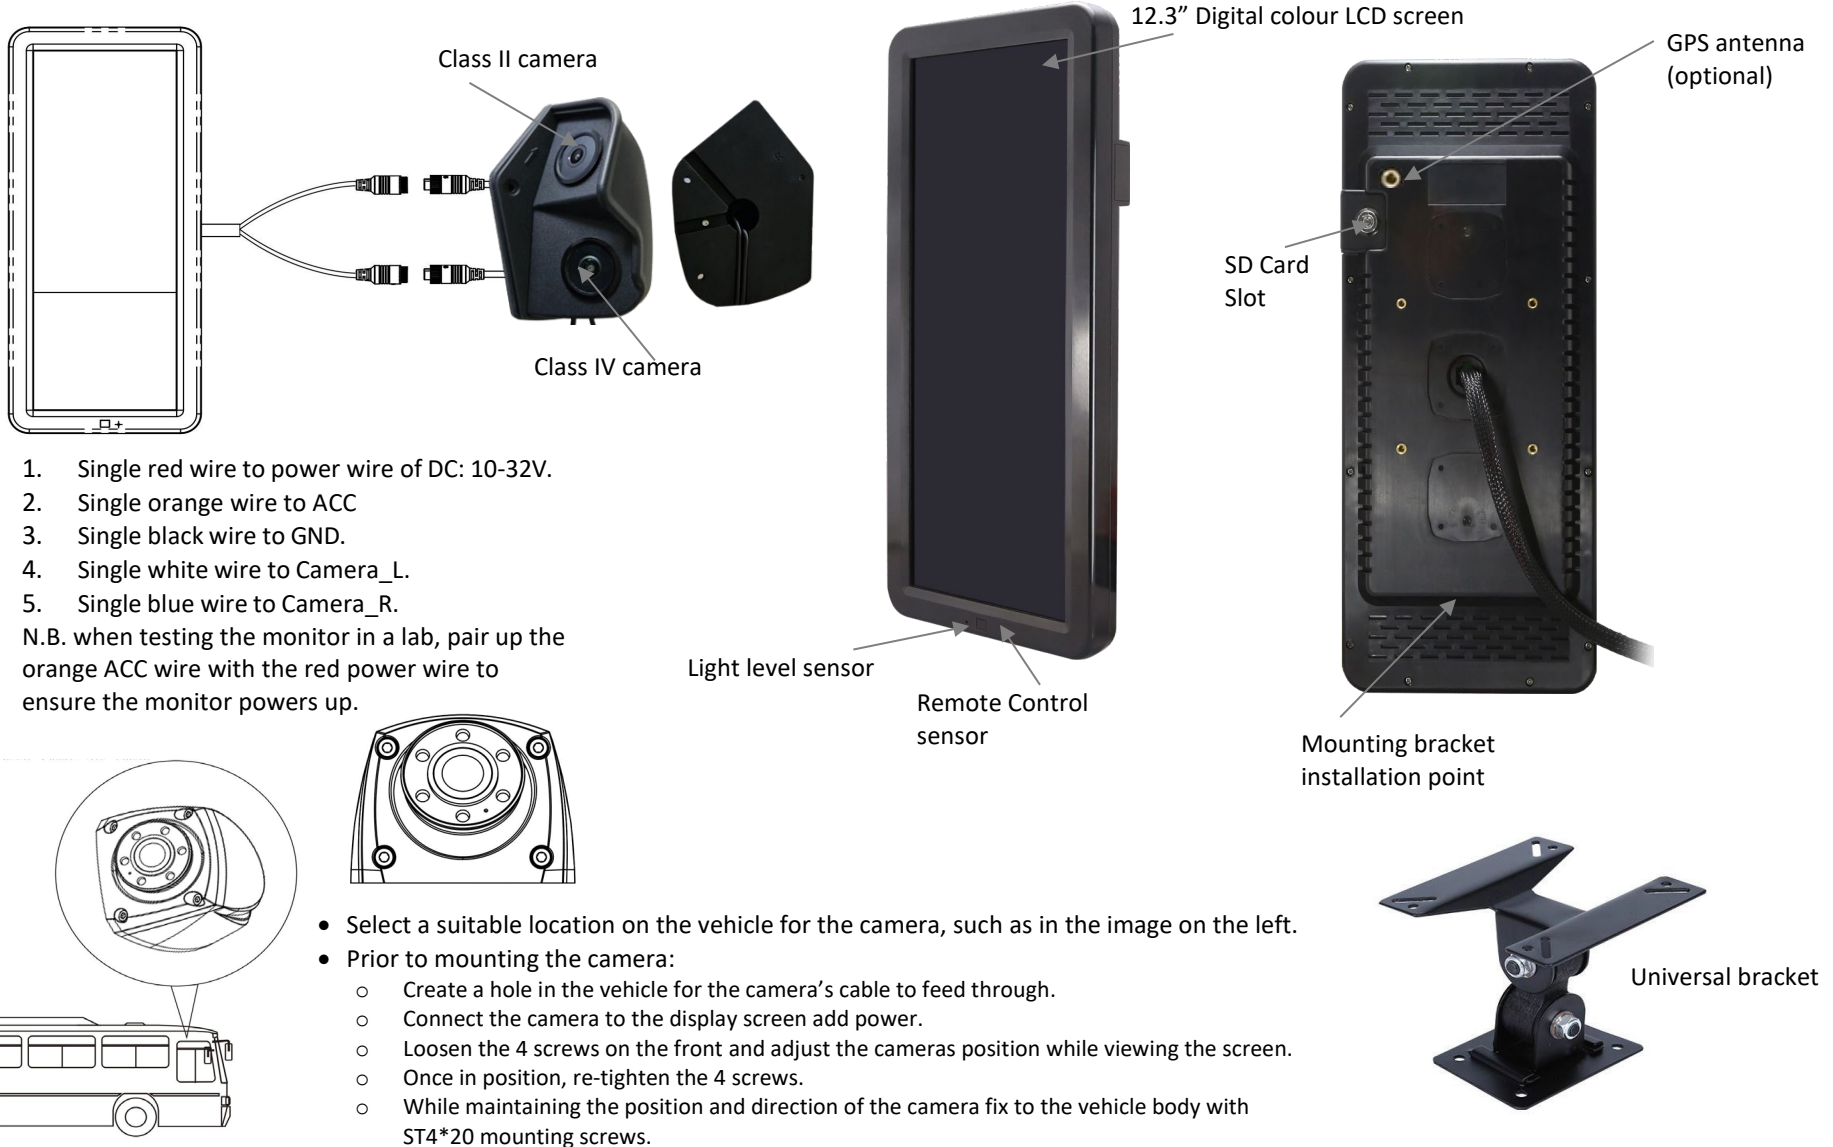 12.3” Digital colour LCD screen
GPS antenna
(optional)
Class II camera
SD Card
Slot
Class IV camera
1. Single red wire to power wire of DC: 10-32V.
2. Single orange wire to ACC
3. Single black wire to GND.
4. Single white wire to Camera_L.
5. Single blue wire to Camera_R.
N.B. when testing the monitor in a lab, pair up the
orange ACC wire with the red power wire to
ensure the monitor powers up.
Light level sensor
Remote Control
sensor
Mounting bracket
installation point
• Select a suitable location on the vehicle for the camera, such as in the image on the left.
• Prior to mounting the camera:
o Create a hole in the vehicle for the camera’s cable to feed through.
o Connect the camera to the display screen add power.
o Loosen the 4 screws on the front and adjust the cameras position while viewing the screen.
o Once in position, re-tighten the 4 screws.
o While maintaining the position and direction of the camera fix to the vehicle body with
ST4*20 mounting screws.
Universal bracket